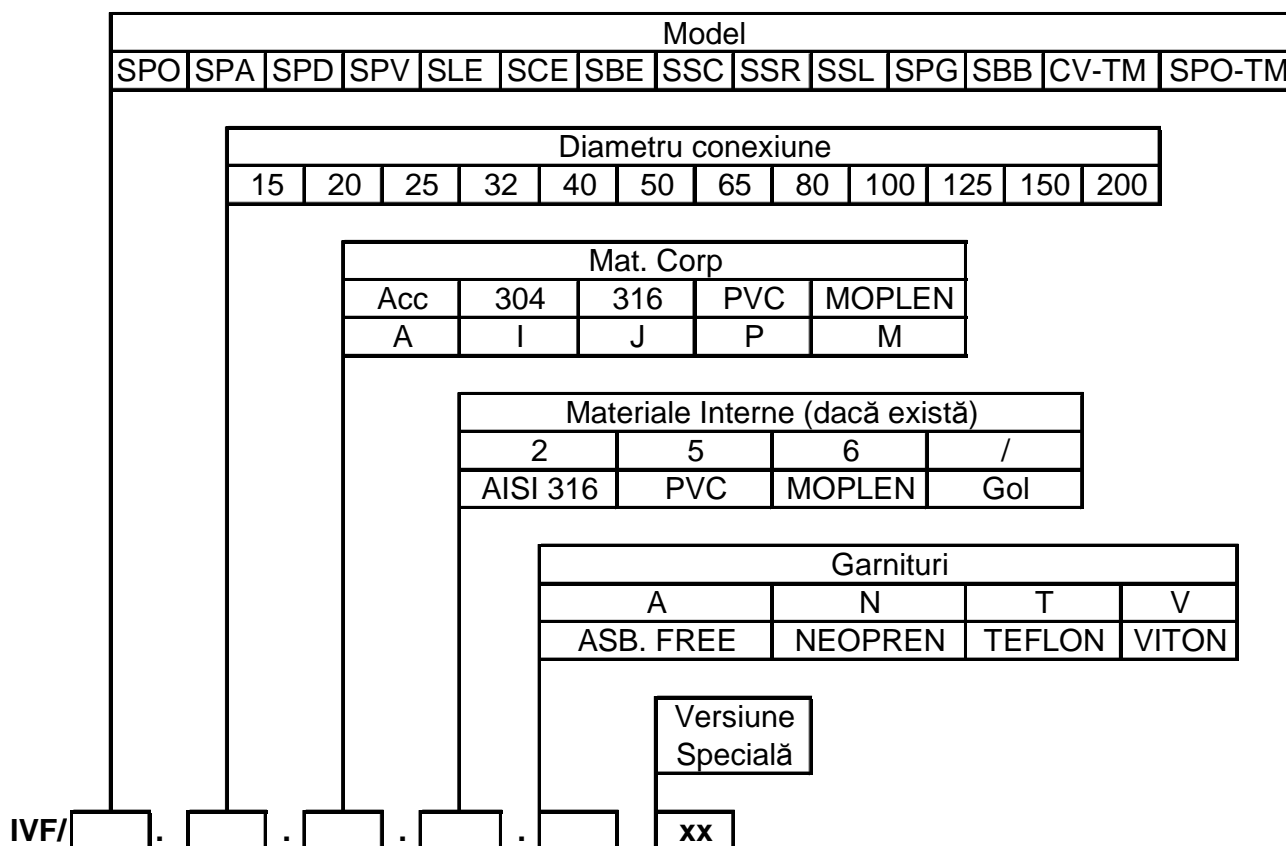 Model
SPO SPA SPD SPV SLE SCE SBE SSC SSR SSL SPG SBB CV-TM SPO-TM
Diametru conexiune
15 20 25 32 40 50 65 80 100 125 150 200
Mat. Corp
Acc 304 316 PVC MOPLEN
A I J P M
Materiale Interne (dacă există)
2 5 6 /
AISI 316 PVC MOPLEN Gol
Garnituri
A N T V
ASB. FREE NEOPREN TEFLON VITON
Versiune
Specială
IVF/ . . . . xx